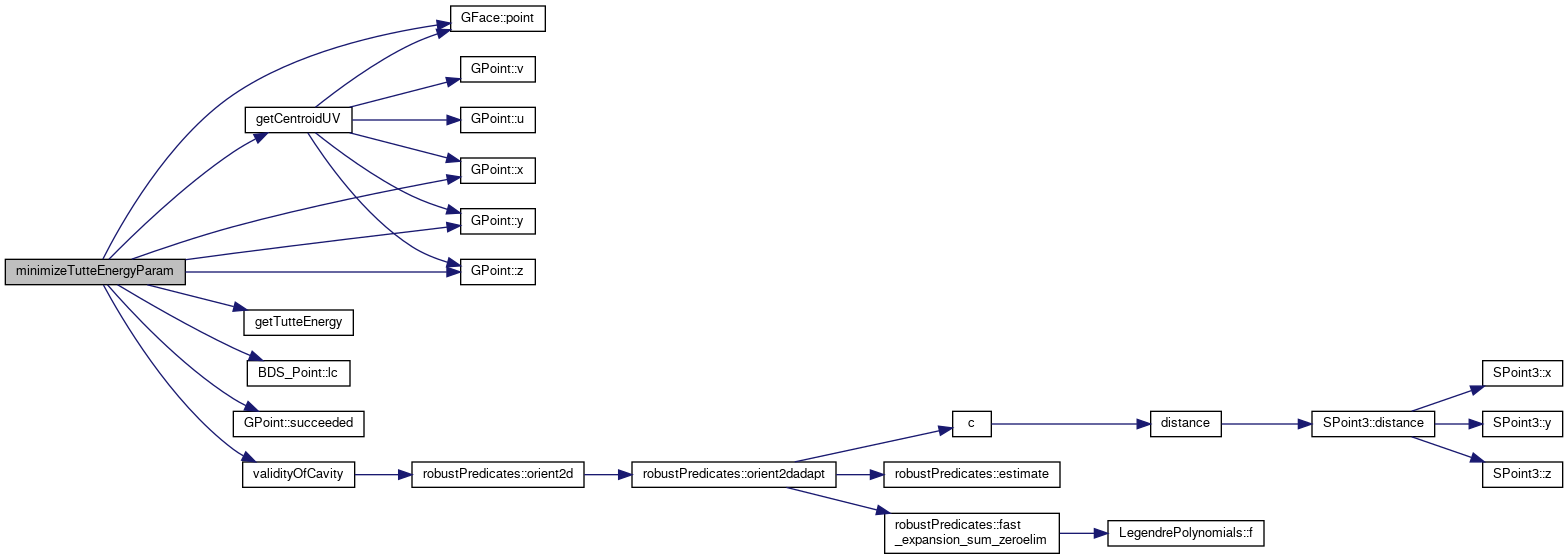 GFace::point
GPoint::v
getCentroidUV
GPoint::u
GPoint::x
GPoint::y
minimizeTutteEnergyParam
GPoint::z
getTutteEnergy
BDS_Point::lc
SPoint3::x
GPoint::succeeded
c
distance
SPoint3::distance
SPoint3::y
validityOfCavity
robustPredicates::orient2d
robustPredicates::orient2dadapt
robustPredicates::estimate
SPoint3::z
robustPredicates::fast
_expansion_sum_zeroelim
LegendrePolynomials::f